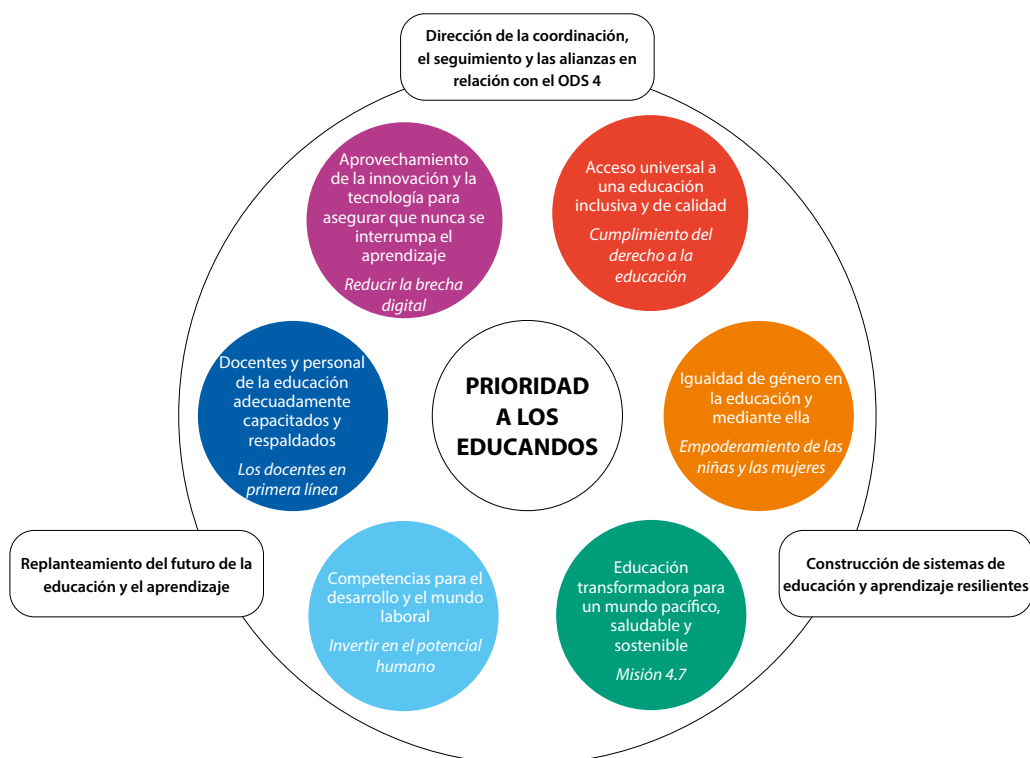 Dirección de la coordinación,
el seguimiento y las alianzas en
relación con el ODS 4
Aprovechamiento
de la innovación y la
tecnología para
asegurar que nunca se
interrumpa el
aprendizaje
Reducir la brecha
digital
Acceso universal a
una educación
inclusiva y de calidad
Cumplimiento del
derecho a la
educación
Docentes y personal
de la educación
adecuadamente
capacitados y
respaldados
Los docentes en
primera línea
PRIORIDAD
A LOS
EDUCANDOS
Igualdad de género en
la educación y
mediante ella
Empoderamiento de las
niñas y las mujeres
Replanteamiento del futuro de la
educación y el aprendizaje
Competencias para el
desarrollo y el mundo
laboral
Invertir en el potencial
humano
Educación
transformadora para
un mundo pacífico,
saludable y
sostenible
Misión 4.7
Construcción de sistemas de
educación y aprendizaje resilientes